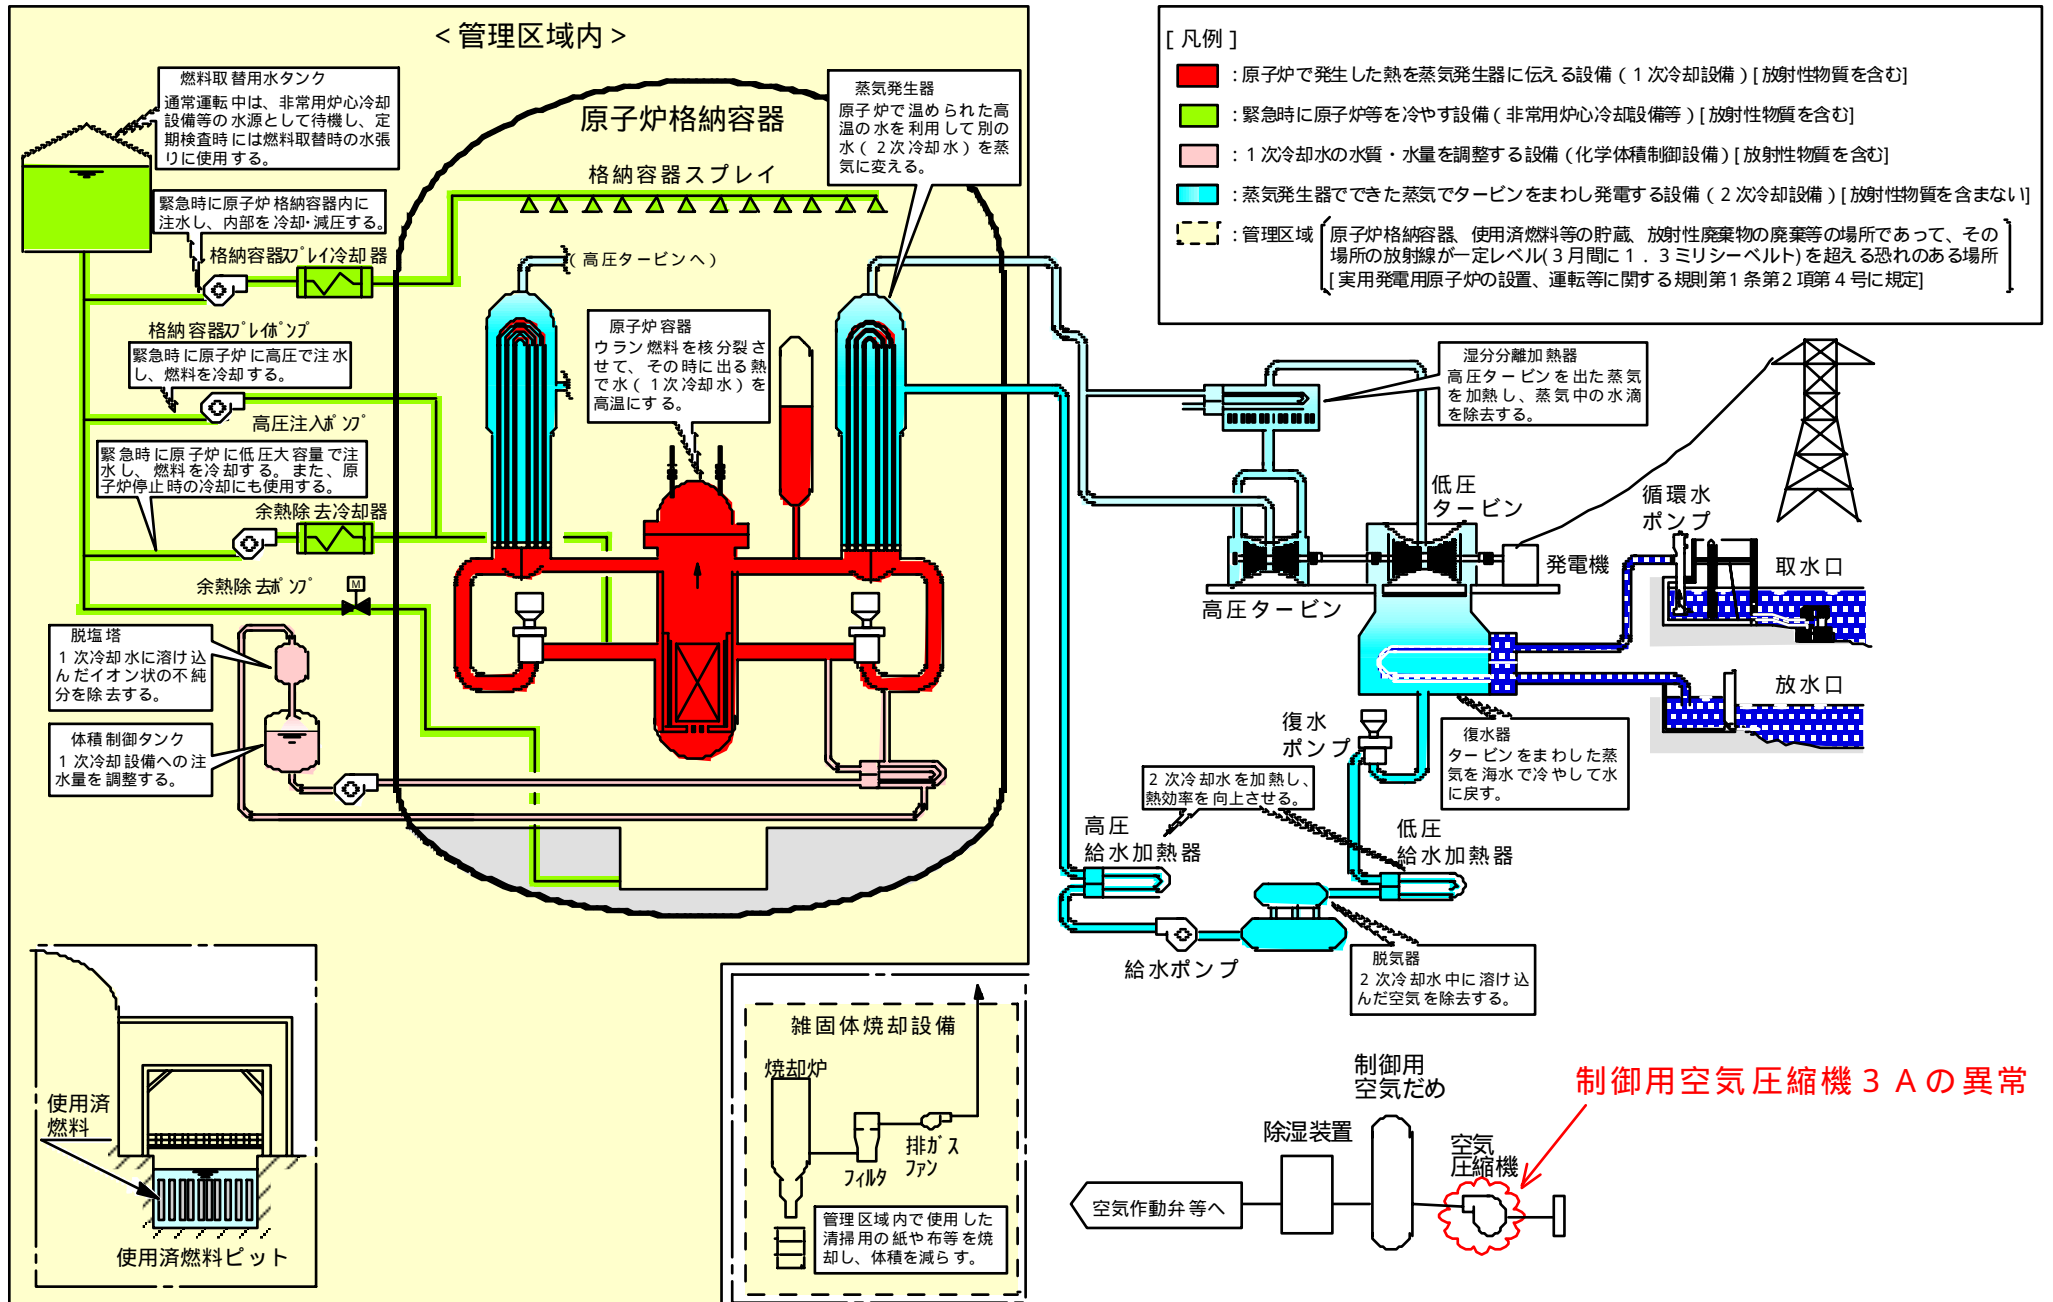 <管理区域内>
燃料取替用水タンク
通常運転中は、非常用炉心冷却
設備等の水源として待機し、定
期検査時には燃料取替時の水張
りに使用する。
緊急時に原子炉格納容器内に
注水し、内部を冷却・減圧する。
格納容器スプレイ冷却器
格納容器スプレイポンプ
緊急時に原子炉に高圧で注水
し、燃料を冷却する。
高圧注入ポンプ
緊急時に原子炉に低圧大容量で注
水し、燃料を冷却する。また、原
子炉停止時の冷却にも使用する。
余熱除去冷却器
余熱除去ポンプ
M
脱塩塔
1次冷却水に溶け込
んだイオン状の不純
分を除去する。
体積制御タンク
1次冷却設備への注
水量を調整する。
原子炉格納容器
格納容器スプレイ
(高圧タービンへ)
蒸気発生器
原子炉で温められた高
温の水を利用して別の
水(2次冷却水)を蒸
気に変える。
原子炉容器
ウラン燃料を核分裂さ
せて、その時に出る熱
で水(1次冷却水)を
高温にする。
[凡例]
:原子炉で発生した熱を蒸気発生器に伝える設備(1次冷却設備)[放射性物質を含む]
:緊急時に原子炉等を冷やす設備(非常用炉心冷却設備等)[放射性物質を含む]
:1次冷却水の水質・水量を調整する設備(化学体積制御設備)[放射性物質を含む]
:蒸気発生器でできた蒸気でタービンをまわし発電する設備(2次冷却設備)[放射性物質を含まない]
:管理区域 原子炉格納容器、使用済燃料等の貯蔵、放射性廃棄物の廃棄等の場所であって、その
場所の放射線が一定レベル(3月間に1.3ミリシーベルト)を超える恐れのある場所
[実用発電用原子炉の設置、運転等に関する規則第1条第2項第4号に規定]
湿分分離加熱器
高圧タービンを出た蒸気
を加熱し、蒸気中の水滴
を除去する。
低圧
タービン
高圧タービン
発電機
循環水
ポンプ
取水口
放水口
復水
ポンプ
復水器
タービンをまわした蒸
気を海水で冷やして水
に戻す。
2次冷却水を加熱し、
熱効率を向上させる。
高圧
給水加熱器
低圧
給水加熱器
給水ポンプ
脱気器
2次冷却水中に溶け込
んだ空気を除去する。
使用済
燃料
使用済燃料ピット
雑固体焼却設備
焼却炉
フィルタ
排ガス
ファン
管理区域内で使用した
清掃用の紙や布等を焼
却し、体積を減らす。
制御用
空気だめ
制御用空気圧縮機3Aの異常
除湿装置
空気
圧縮機
空気作動弁等へ